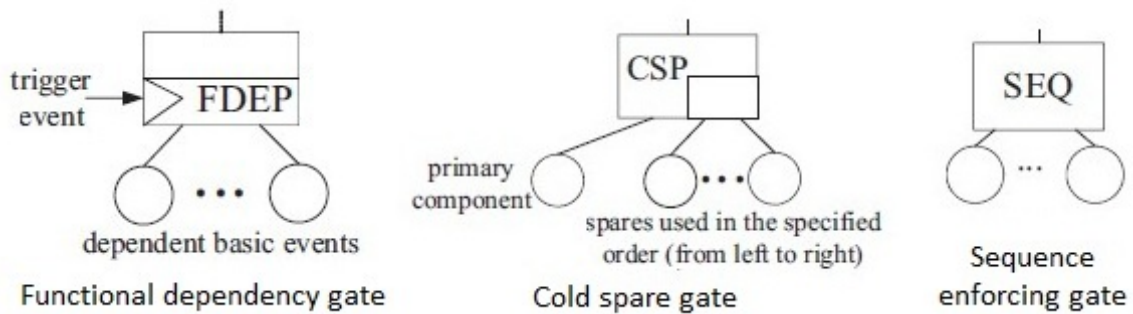 trigger
event
FDEP
dependent basic events
Functional dependency gate
CSP
primary
component
spares used in the specified
order (from left to right)
Cold spare gate
SEQ
Sequence
enforcing gate